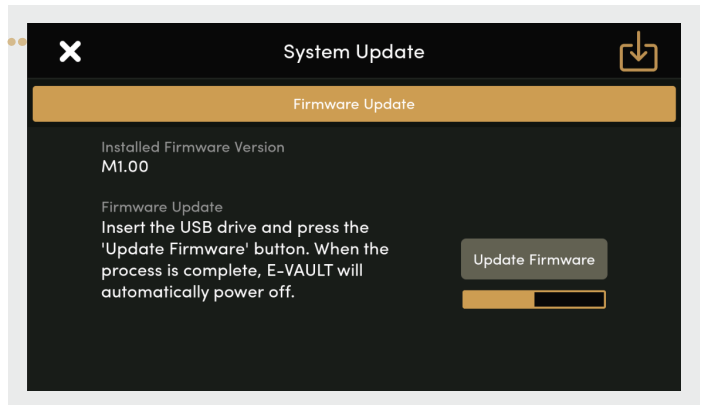 System Update
Firmware Update
Installed Firmware Version
M1.00
Firmware Update
Insert the USB drive and press the
'Update Firmware' button. When the
process is complete, E-VAULT will
automatically power off.
Update Firmware